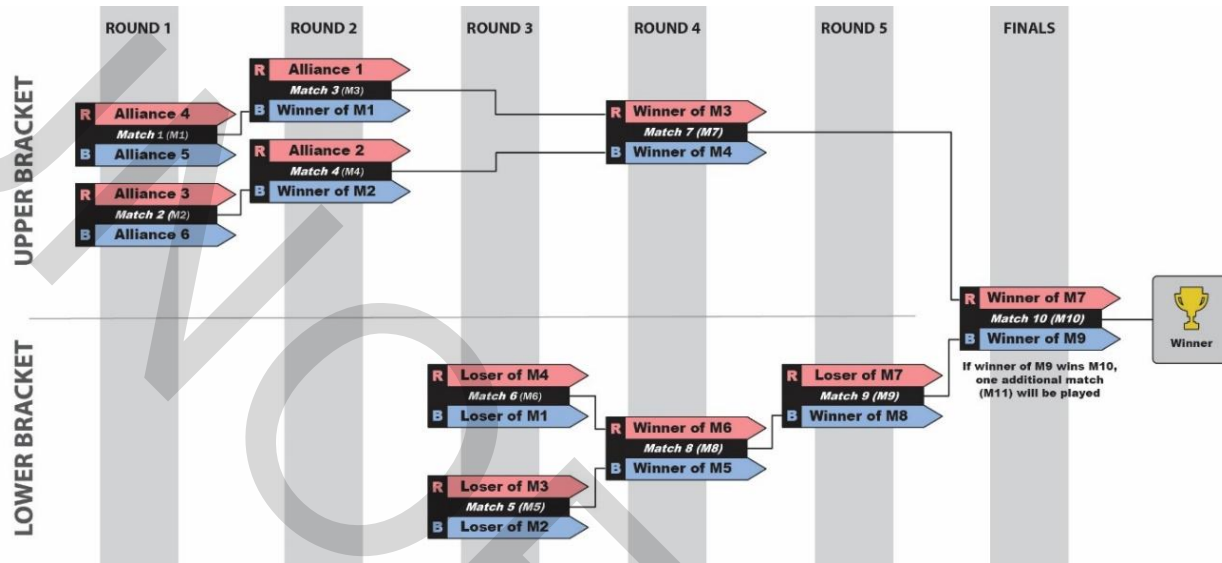 ROUND 1
ROUND 2
ROUND 3
ROUND 4
ROUND 5
FINALS
UPPER BRACKET
R Alliance 4
Match 1 (M1)
B Alliance 5
R Alliance 3
Match 2 (M2)
B Alliance 6
R Alliance 1
Match 3 (M3)
B Winner of M1
R Alliance 2
Match 4 (M4)
B Winner of M2
R Winner of M3
Match 7 (M7)
B Winner of M4
LOWER BRACKET
R Loser of M4
Match 6 (M6)
B Loser of M1
R Loser of M3
Match 5 (M5)
B Loser of M2
R Winner of M6
Match 8 (M8)
B Winner of M5
R Loser of M7
Match 9 (M9)
B Winner of M8
R Winner of M7
Match 10 (M10)
B Winner of M9
If winner of M9 wins M10,
one additional match
(M11) will be played
Winner